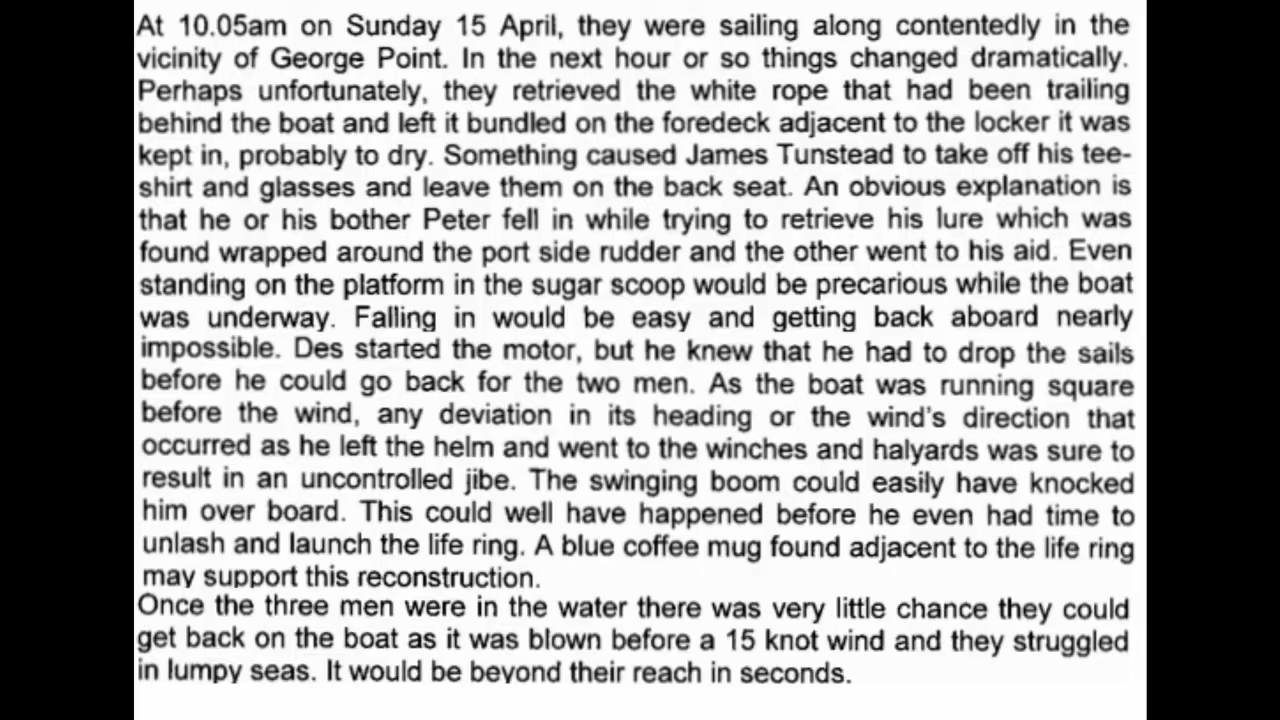 At 10.05am on Sunday 15 April, they were sailing along contentedly in the
vicinity of George Point. In the next hour or so things changed dramatically.
Perhaps unfortunately, they retrieved the white rope that had been trailing
behind the boat and left it bundled on the foredeck adjacent to the locker it was
kept in, probably to dry. Something caused James Tunstead to take off his tee-
shirt and glasses and leave them on the back seat. An obvious explanation is
that he or his bother Peter fell in while trying to retrieve his lure which was
found wrapped around the port side rudder and the other went to his aid. Even
standing on the platform in the sugar scoop would be precarious while the boat
was underway. Falling in would be easy and getting back aboard nearly
impossible. Des started the motor, but he knew that he had to drop the sails
before he could go back for the two men. As the boat was running square
before the wind, any deviation in its heading or the wind's direction that
occurred as he left the helm and went to the winches and halyards was sure to
result in an uncontrolled jibe. The swinging boom could easily have knocked
him over board. This could well have happened before he even had time to
unlash and launch the life ring. A blue coffee mug found adjacent to the life ring
may support this reconstruction.
Once the three men were in the water there was very little chance they could
get back on the boat as it was blown before a 15 knot wind and they struggled
in lumpy seas. It would be beyond their reach in seconds.